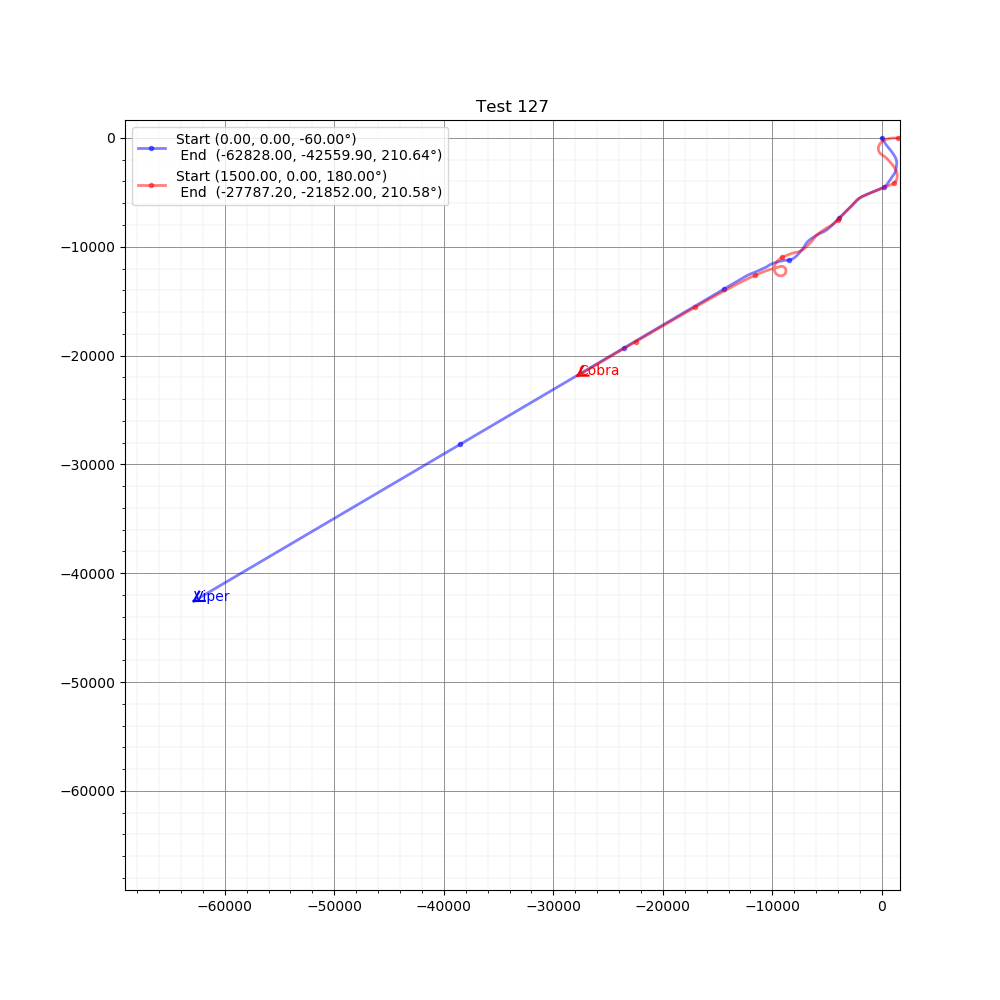 Test 127
Start (0.00, 0.00, -60.00°)
End (-62828.00, -42559.90, 210.64°)
Start (1500.00, 0.00, 180.00°)
End (-27787.20, -21852.00, 210.58°)
0
−10000
−20000
−30000
−40000
−50000
−60000
Cobra
Viper
−60000 −50000 −40000 −30000 −20000 −10000 0